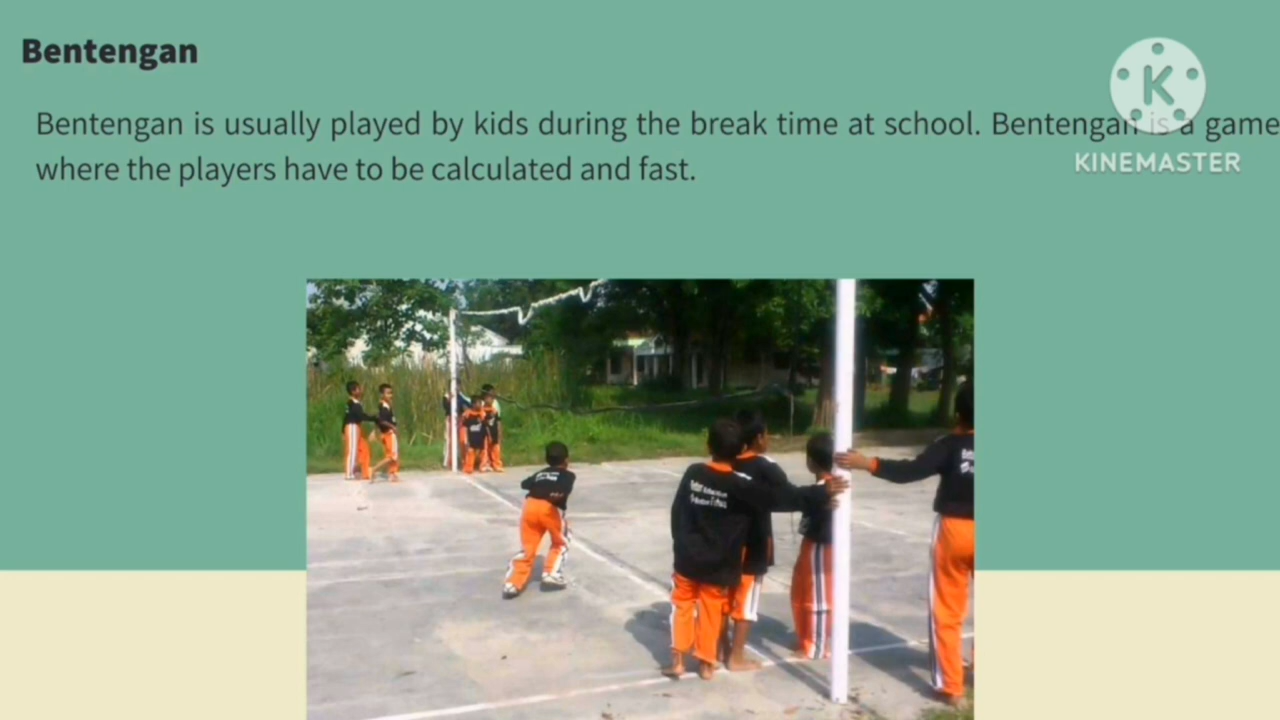 Bentengan
Bentengan is usually played by kids during the break time at school. Bentengan is a game
where the players have to be calculated and fast.
K
KINEMASTER